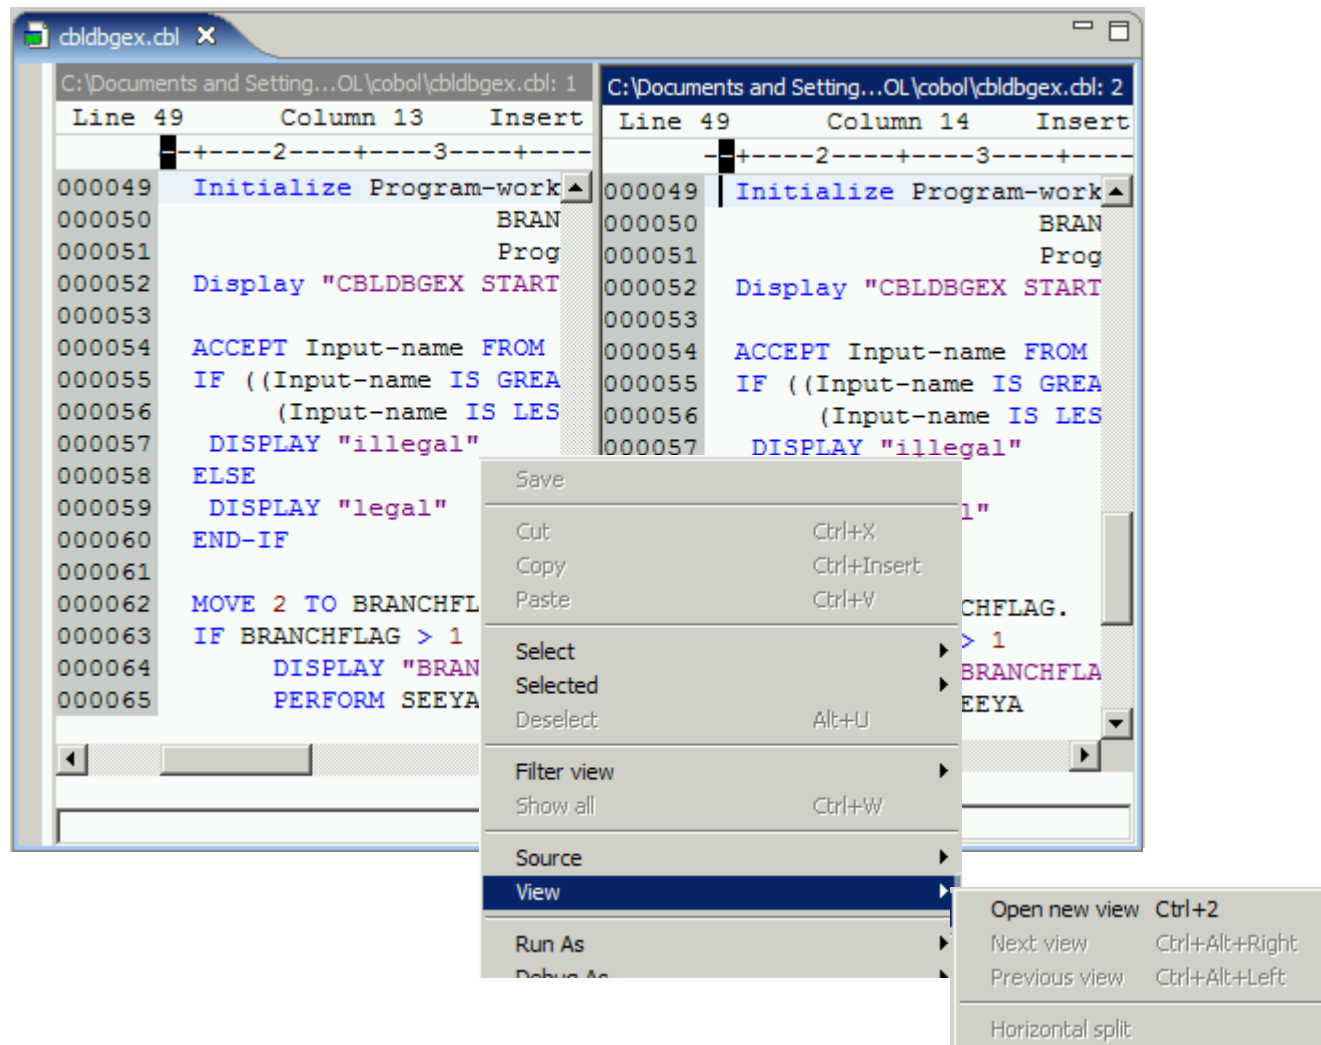 cbldbgex.cbl
C:\Documents and Setting...OL\cobol\cbldbgex.cbl: 1
Line 49 Column 13 Insert
-+----2----+----3----+----
000049 Initialize Program-work
000050 BRAN
000051 Prog
000052 Display "CBLDBGEX START
000053
000054 ACCEPT Input-name FROM
000055 IF ((Input-name IS GREA
000056 (Input-name IS LES
000057 DISPLAY "illegal"
000058 ELSE
000059 DISPLAY "legal"
000060 END-IF
000061
000062 MOVE 2 TO BRANCHFL
000063 IF BRANCHFLAG > 1
000064 DISPLAY "BRAN
000065 PERFORM SEEYA
C:\Documents and Setting...OL\cobol\cbldbgex.cbl: 2
Line 49 Column 14 Insert
--+----2----+----3----+----
000049 Initialize Program-work
000050 BRAN
000051 Prog
000052 Display "CBLDBGEX START
000053
000054 ACCEPT Input-name FROM
000055 IF ((Input-name IS GREA
000056 (Input-name IS LES
000057 DISPLAY "illegal"
l"
CHFLAG.
> 1
BRANCHFLA
EEYA
Save
Cut Ctrl+X
Copy Ctrl+Insert
Paste Ctrl+V
Select
Selected
Deselect Alt+U
Filter view
Show all Ctrl+W
Source
View
Run As
Debug As
Open new view Ctrl+2
Next view Ctrl+Alt+Right
Previous view Ctrl+Alt+Left
Horizontal split